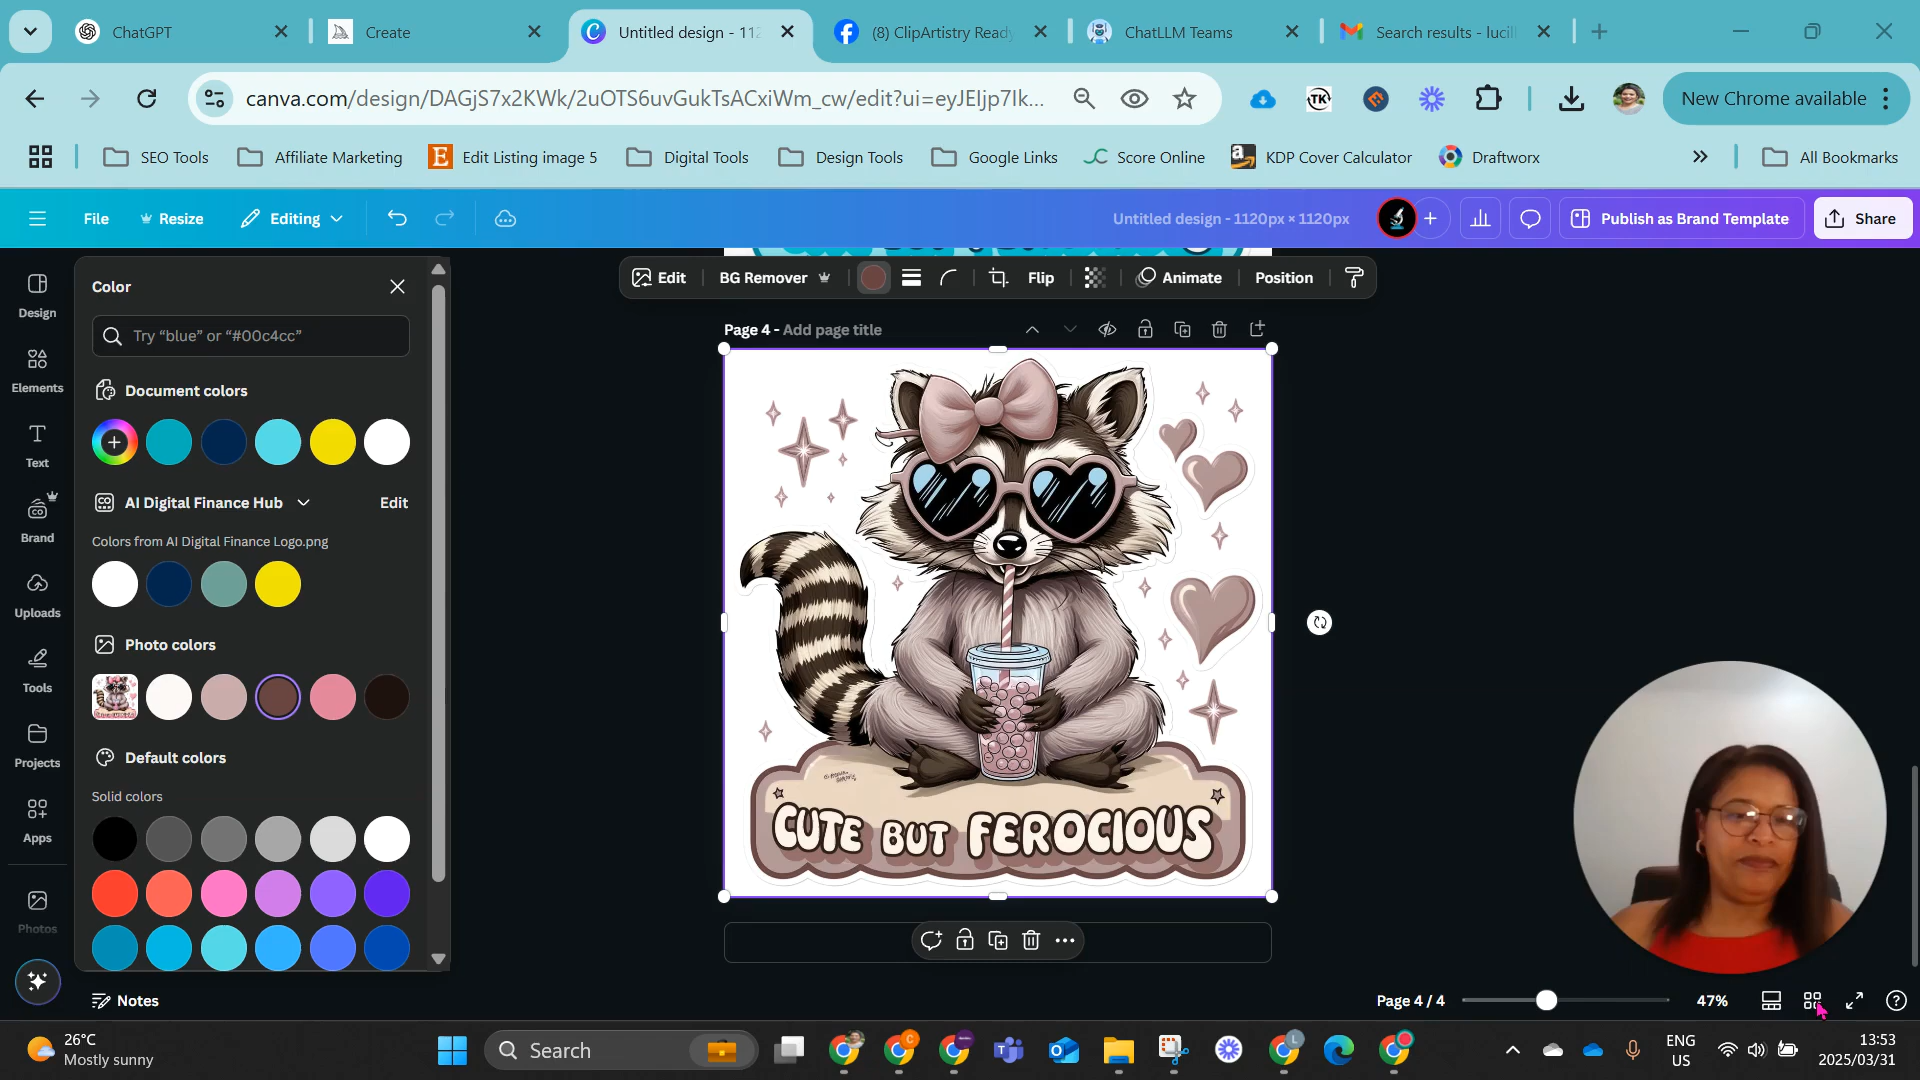 ChatGPT
Create
Untitled design - 112
(8) ClipArtistry Ready
ChatLLM Teams
Search results - lucil
canva.com/design/DAGjS7x2KWk/2uOTS6uvGukTsACxiWm_cw/edit?ui=eyJEIjp7Ik...
New Chrome available
SEO Tools
Affiliate Marketing
Edit Listing image 5
Digital Tools
Design Tools
Google Links
Score Online
KDP Cover Calculator
Draftworx
All Bookmarks
File
Resize
Editing
Untitled design - 1120px × 1120px
Publish as Brand Template
Share
Design
Elements
Text
Brand
Uploads
Tools
Projects
Apps
Photos
Color
Try “blue” or “#00c4cc”
Document colors
AI Digital Finance Hub
Edit
Colors from AI Digital Finance Logo.png
Photo colors
Default colors
Solid colors
Edit
BG Remover
Flip
Animate
Position
Page 4 - Add page title
CUTE BUT FEROCIOUS
Notes
Page 4 / 4
47%
26°C
Mostly sunny
Search
ENG
US
13:53
2025/03/31